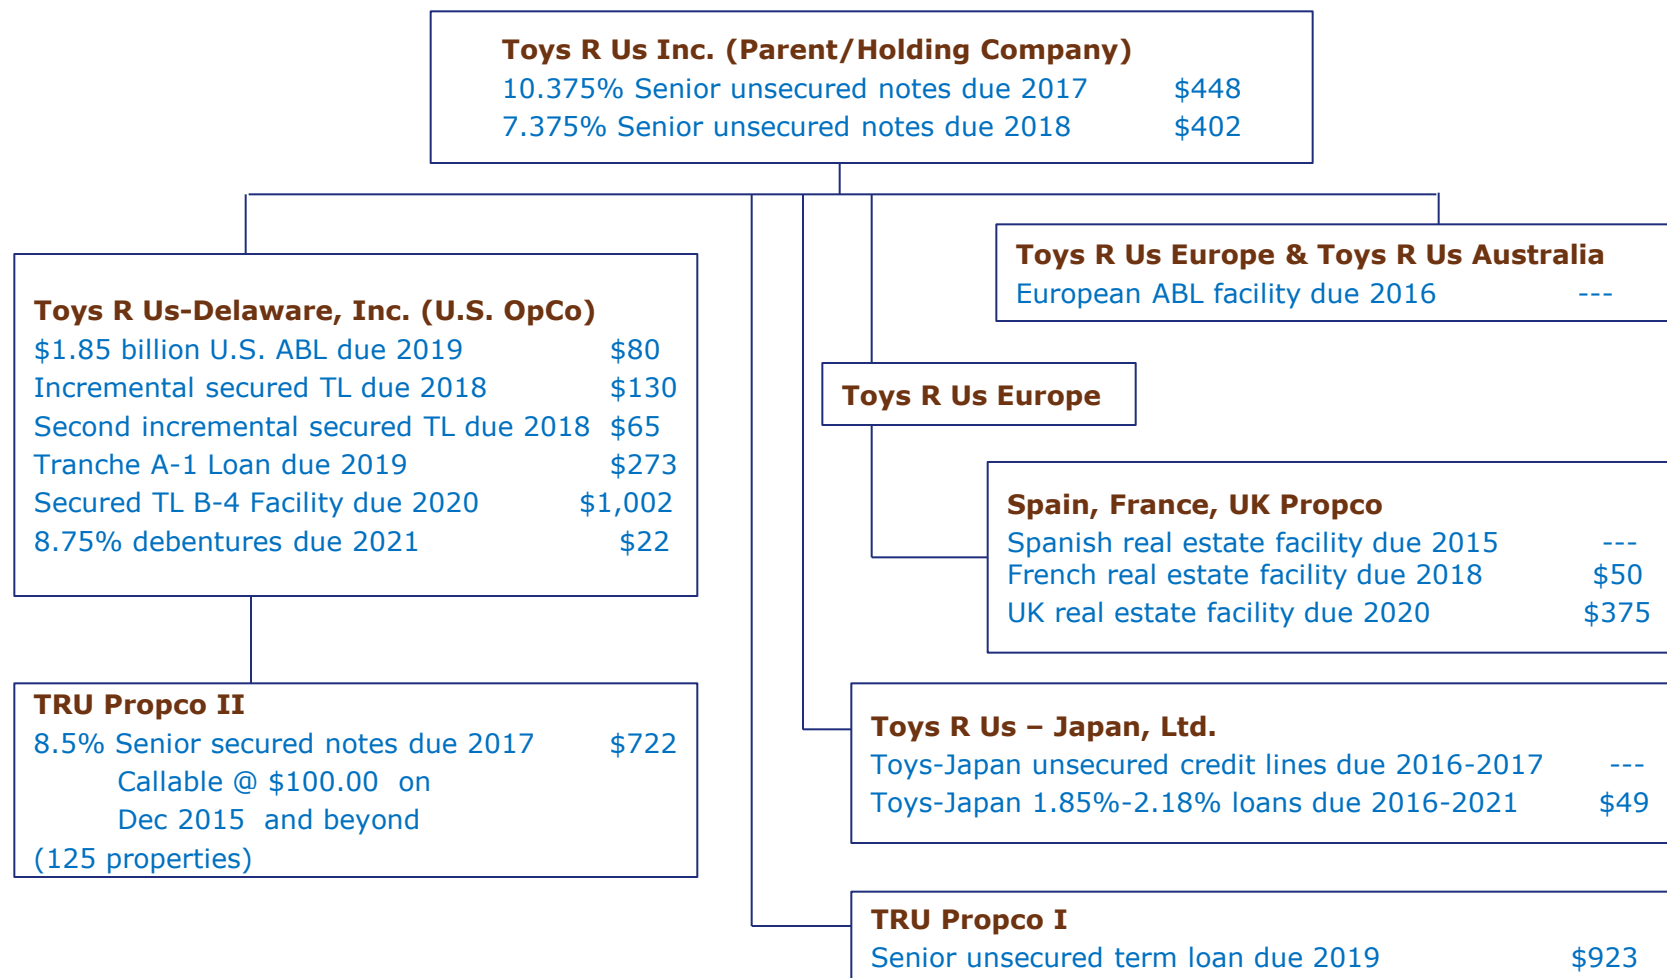 Toys R Us Inc. (Parent/Holding Company)
10.375% Senior unsecured notes due 2017 $448
7.375% Senior unsecured notes due 2018 $402
Toys R Us-Delaware, Inc. (U.S. OpCo)
$1.85 billion U.S. ABL due 2019 $80
Incremental secured TL due 2018 $130
Second incremental secured TL due 2018 $65
Tranche A-1 Loan due 2019 $273
Secured TL B-4 Facility due 2020 $1,002
8.75% debentures due 2021 $22
TRU Propco II
8.5% Senior secured notes due 2017 $722
Callable @ $100.00 on
Dec 2015 and beyond
(125 properties)
Toys R Us Europe & Toys R Us Australia
European ABL facility due 2016 ---
Toys R Us Europe
Spain, France, UK Propco
Spanish real estate facility due 2015 ---
French real estate facility due 2018 $50
UK real estate facility due 2020 $375
Toys R Us – Japan, Ltd.
Toys-Japan unsecured credit lines due 2016-2017 ---
Toys-Japan 1.85%-2.18% loans due 2016-2021 $49
TRU Propco I
Senior unsecured term loan due 2019 $923